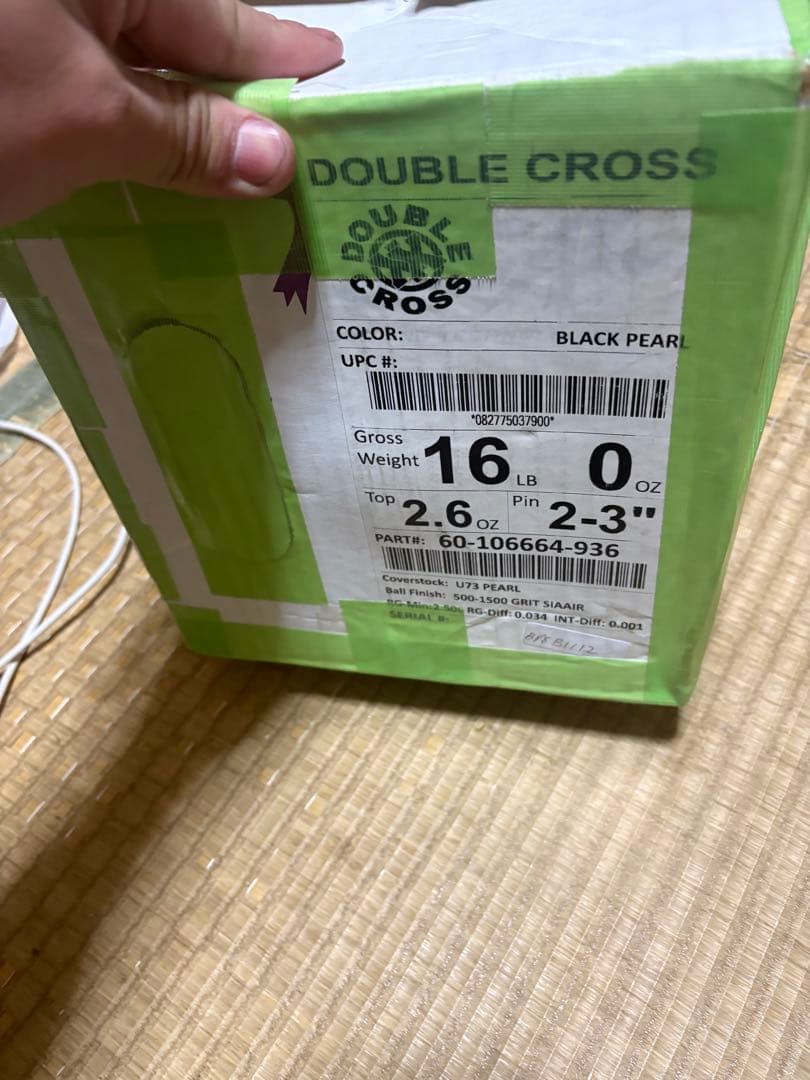 DOUBLE CROSS
DOUBLE
CROSS
COLOR: BLACK PEARL
UPC #:
*082775037900*
Gross Weight 16 LB 0 OZ
Top 2.6 OZ Pin 2-3"
PART#: 60-106664-936
Coverstock: U73 PEARL
Ball Finish: 500-1500 GRIT SIAAIR
RG-Min: RG-Diff: 0.034 INT-Diff: 0.001
SERIAL #: